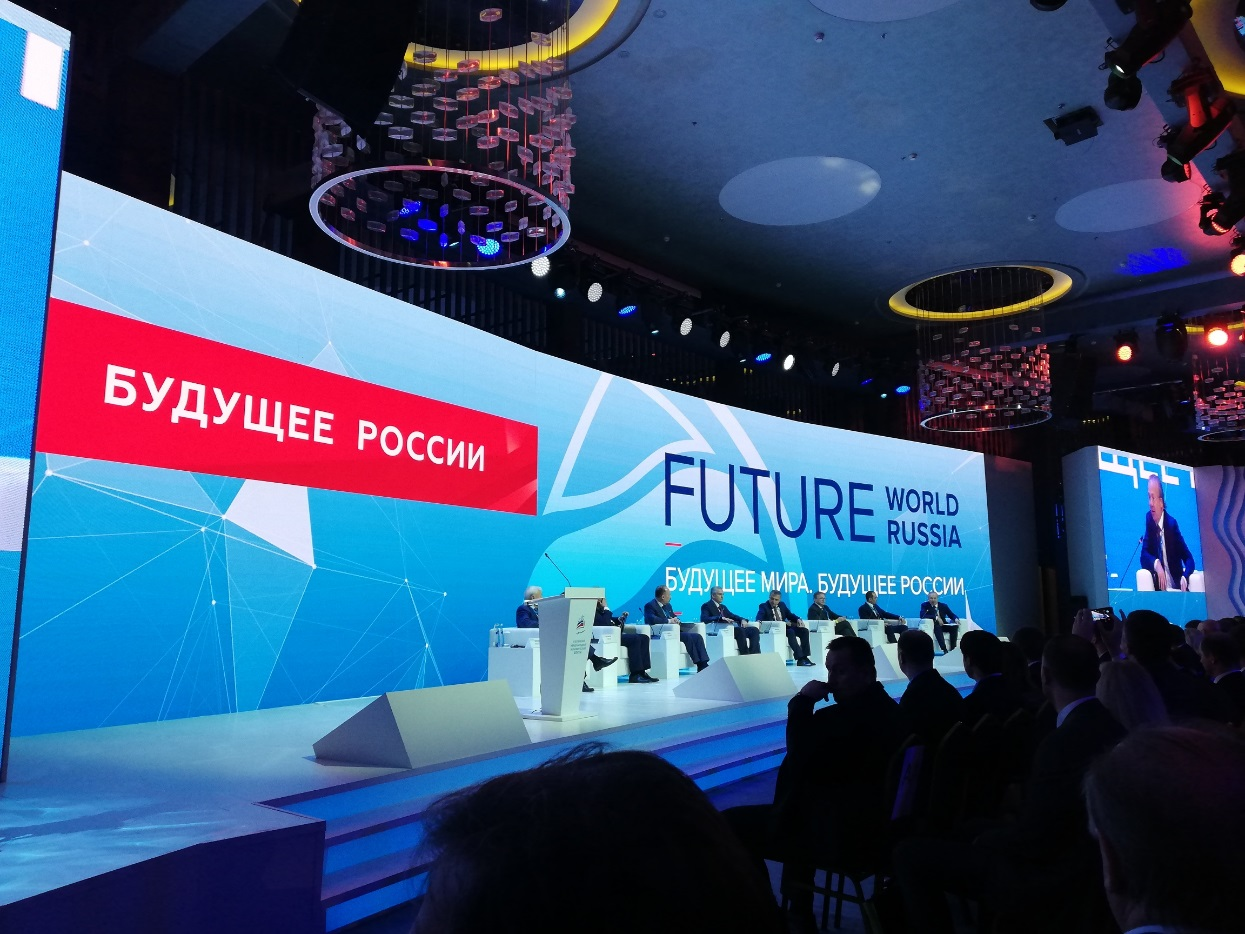 БУДУЩЕЕ РОССИИ
FUTURE WORLD
RUSSIA
БУДУЩЕЕ МИРА. БУДУЩЕЕ РОССИИ